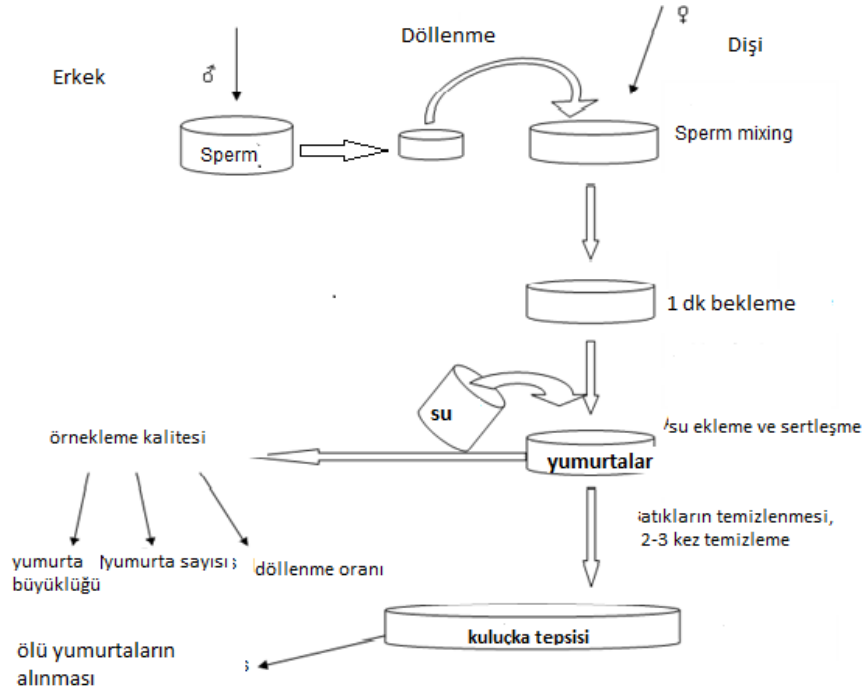 Döllenme
♀
Dişi
Erkek
♂
Sperm
Sperm mixing
1 dk bekleme
su
/su ekleme ve sertleşme
örnekleme kalitesi
yumurtalar
atıkların temizlenmesi,
2-3 kez temizleme
yumurta
büyüklüğü
yumurta sayısı
döllenme oranı
kuluçka tepsisi
ölü yumurtaların
alınması